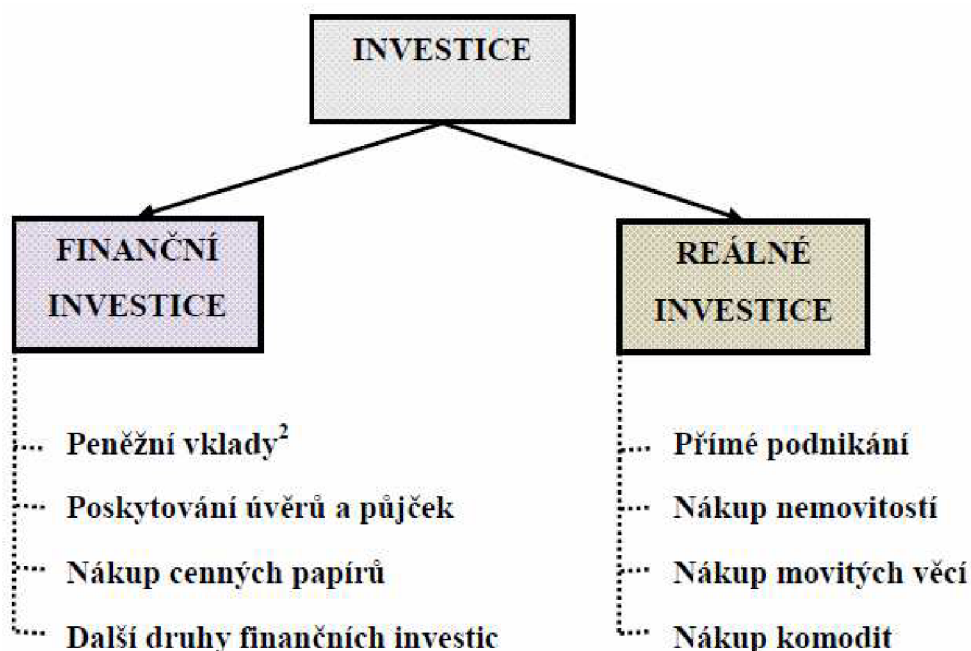 INVESTICE
FINANČNÍ
INVESTICE
Peněžní vklady²
Poskytování úvěrů a půjček
Nákup cenných papírů
Další druhy finančních investic
REÁLNÉ
INVESTICE
Přímé podnikání
Nákup nemovitostí
Nákup movitých věcí
Nákup komodit